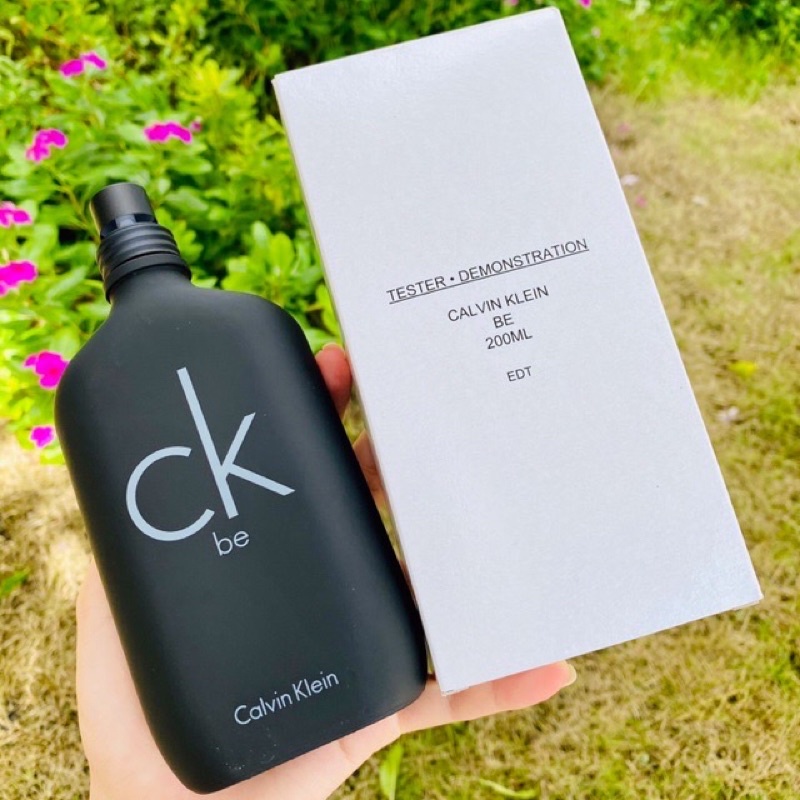 ck
be
Calvin Klein
TESTER • DEMONSTRATION
CALVIN KLEIN
BE
200ML
EDT